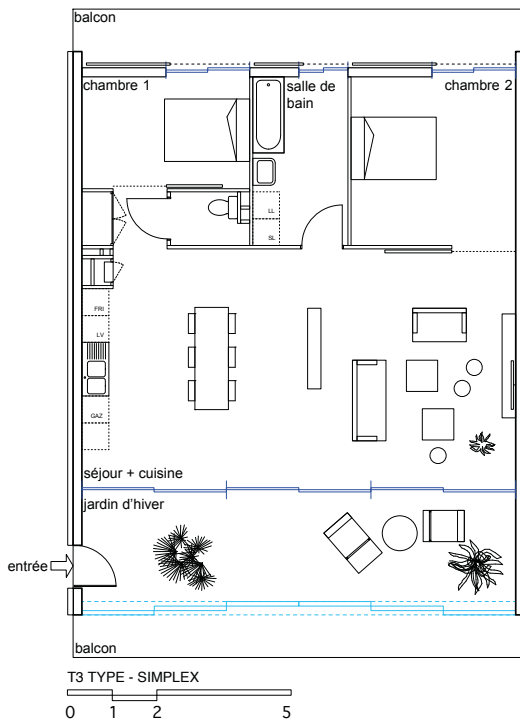 balcon
chambre 1
salle de
bain
chambre 2
LL
SL
FRI
LV
GAZ
séjour + cuisine
jardin d'hiver
entrée
balcon
T3 TYPE - SIMPLEX
0 1 2 5